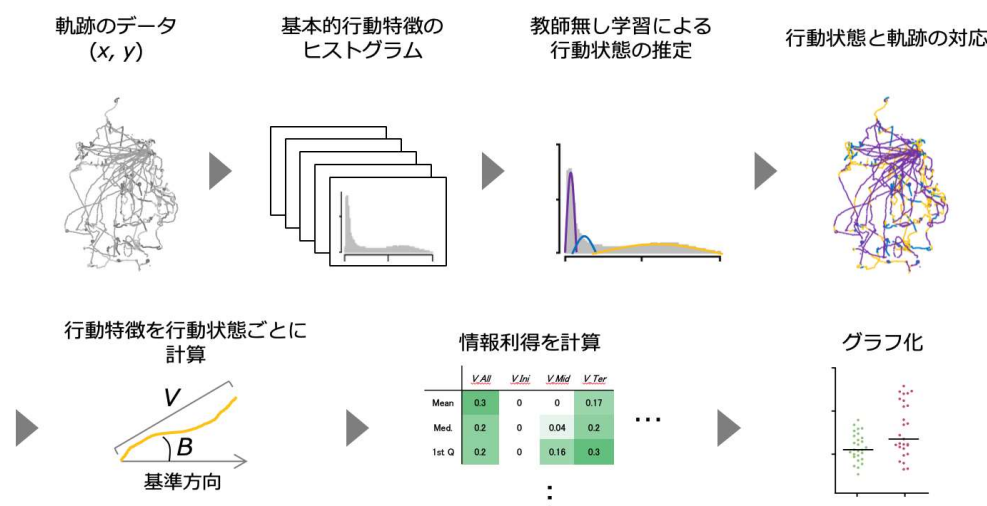 軌跡のデータ
(x, y)
基本的行動特徴の
ヒストグラム
教師無し学習による
行動状態の推定
行動状態と軌跡の対応
行動特徴を行動状態ごとに
計算
V
B
基準方向
情報利得を計算
V.All V.Ini V.Mid V.Ter
Mean 0.3 0 0 0.17
Med. 0.2 0 0.04 0.2
1st Q 0.2 0 0.16 0.3
…
:
グラフ化